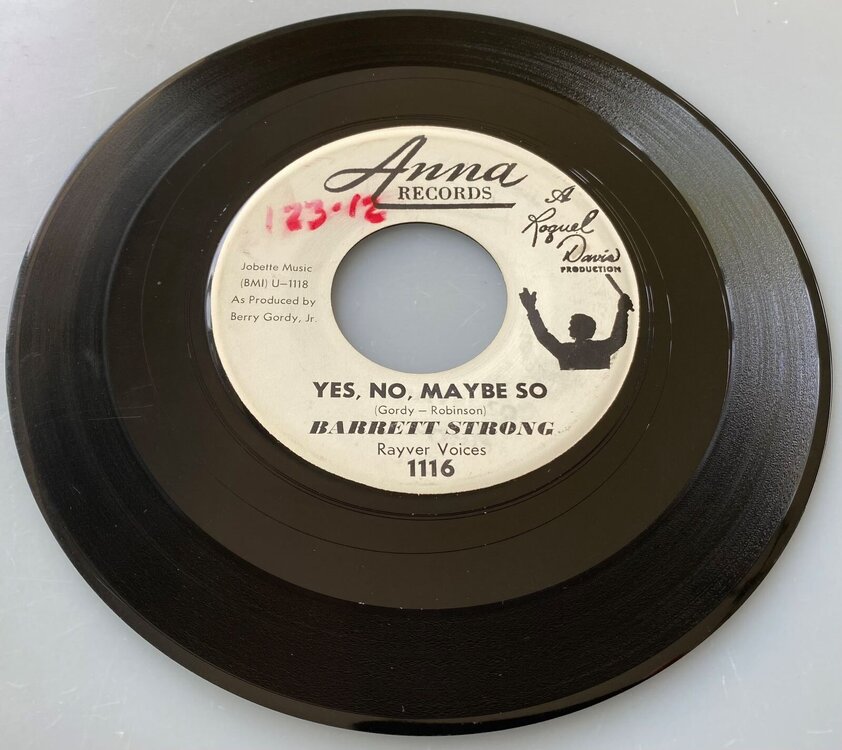 Anna
RECORDS
123-12
A
Roquel
Davis
PRODUCTION
Jobette Music
(BMI) U-1118
As Produced by
Berry Gordy, Jr.
YES, NO, MAYBE SO
(Gordy - Robinson)
BARRETT STRONG
Rayver Voices
1116